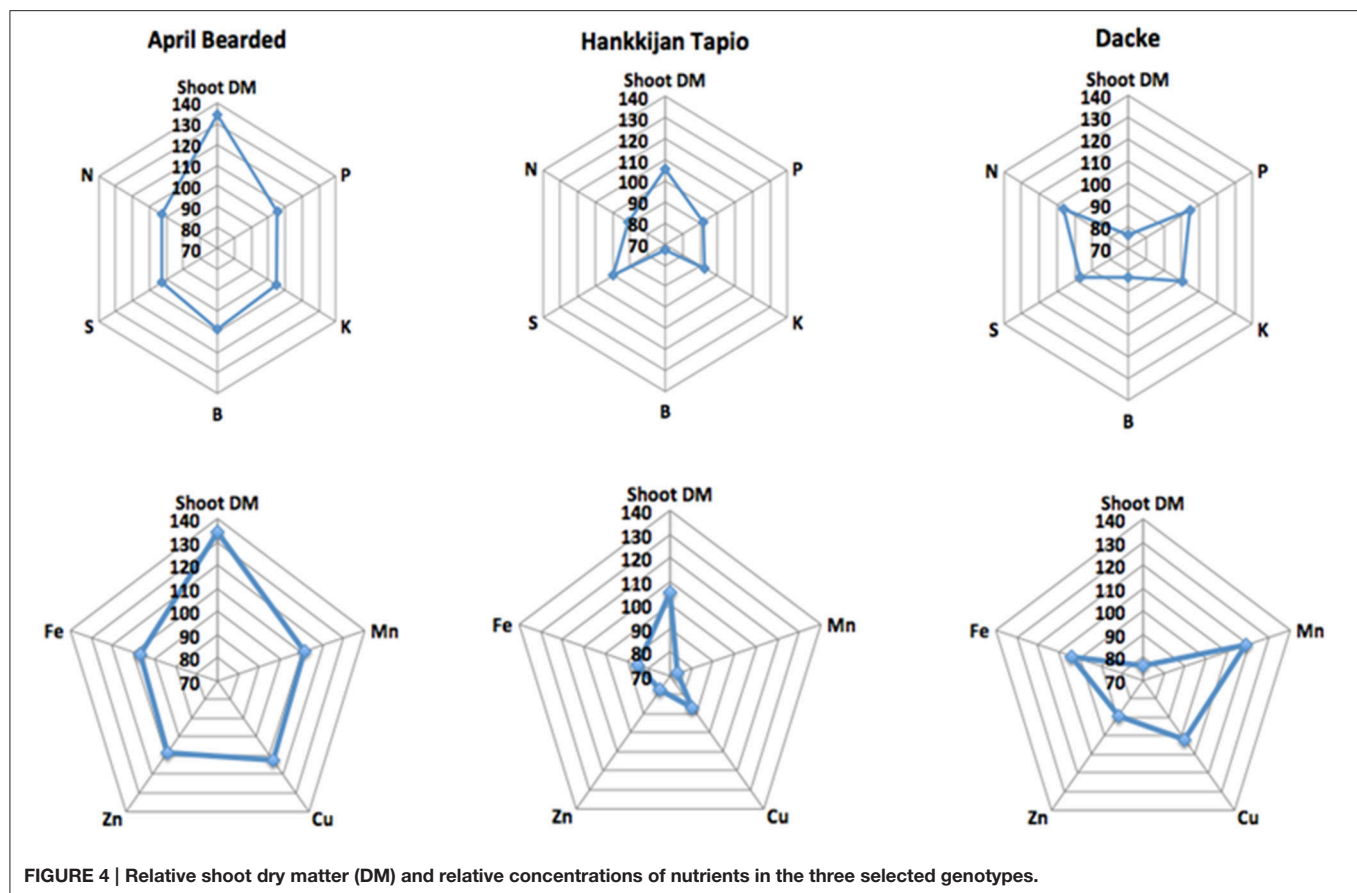 April Bearded
Hankkijan Tapio
Dacke
Shoot DM
140
130
120
110
100
90
80
70
N
P
S
K
B
Shoot DM
140
130
120
110
100
90
80
70
N
P
S
K
B
Shoot DM
140
130
120
110
100
90
80
70
N
P
S
K
B
Shoot DM
140
130
120
110
100
90
80
70
Fe
Mn
Zn
Cu
Shoot DM
140
130
120
110
100
90
80
70
Fe
Mn
Zn
Cu
Shoot DM
140
130
120
110
100
90
80
70
Fe
Mn
Zn
Cu
FIGURE 4 | Relative shoot dry matter (DM) and relative concentrations of nutrients in the three selected genotypes.